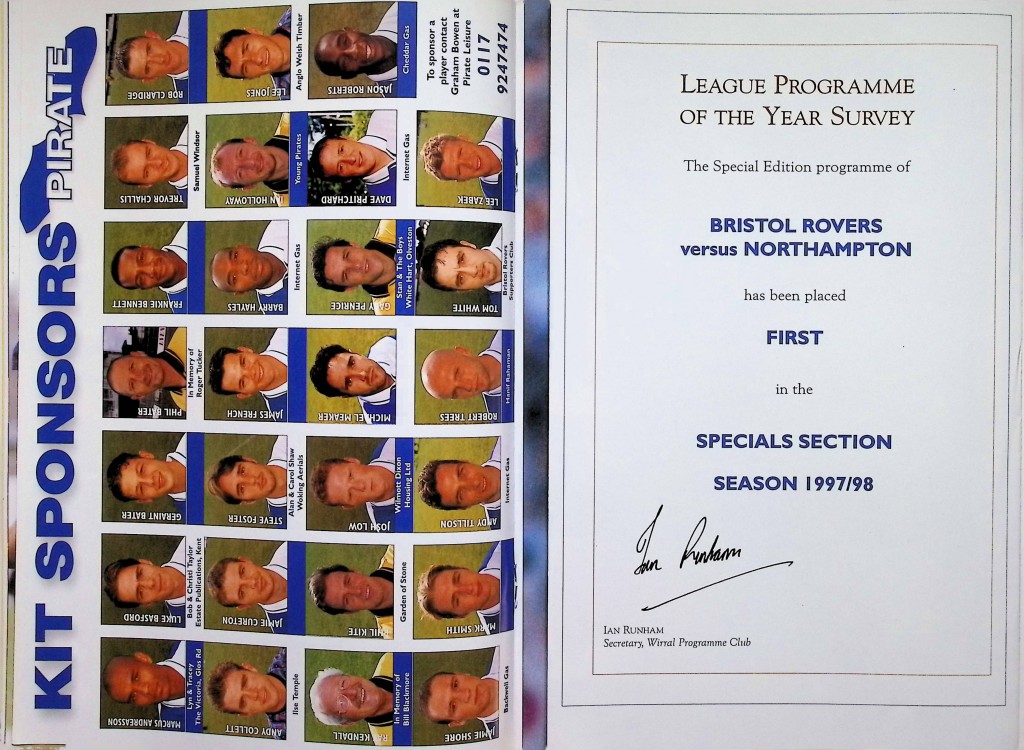 KIT SPONSORS PIRATE
MARCUS ANDREASSON
Lyn & Tracey
The Victoria, Glos Rd
LUKE BASFORD
Bob & Christi Taylor
Estate Publications, Kent
GERAINT BATER
PHIL BATER
In Memory of
Roger Tucker
FRANKIE BENNETT
TREVOR CHALLIS
Samuel Windsor
ROB CLARIDGE
ANDY COLLETT
Ilse Temple
JAMIE CURETON
STEVE FOSTER
Alan & Carol Shaw
Woking Aerials
JAMES FRENCH
BARRY HAYLES
Internet Gas
IAN HOLLOWAY
Young Pirates
LEE JONES
Anglo Welsh Timber
RAY KENDALL
In Memory of
Bill Blackmore
PHIL KITE
Garden of Stone
JOSH LOW
Wilmott Dixon
Housing Ltd
MICHAEL MEAKER
GARY PENRICE
Stan & The Boys
White Hart, Olveston
DAVE PRITCHARD
Internet Gas
JASON ROBERTS
Cheddar Gas
JAMIE SHORE
Backwell Gas
MARK SMITH
ANDY TILLSON
Internet Gas
ROBERT TREES
Hanif Rahaman
TOM WHITE
Bristol Rovers
Supporters Club
LEE ZABEK
To sponsor a
player contact
Graham Bowen at
Pirate Leisure
0117
9247474
LEAGUE PROGRAMME
OF THE YEAR SURVEY
The Special Edition programme of
BRISTOL ROVERS
versus NORTHAMPTON
has been placed
FIRST
in the
SPECIALS SECTION
SEASON 1997/98
Ian Runham
IAN RUNHAM
Secretary, Wirral Programme Club